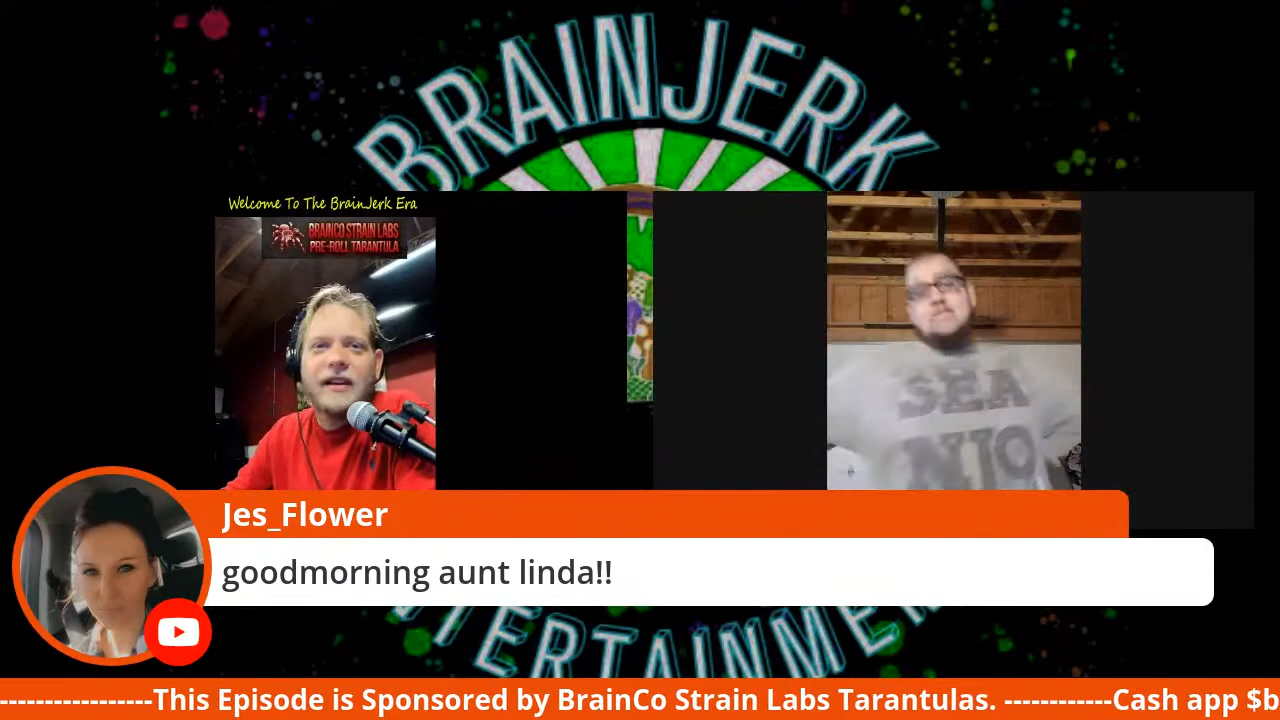 BRAINJERK
Welcome To The BrainJerk Era
BRAINCO STRAIN LABS
PRE-ROLL TARANTULA
SEA
Jes_Flower
goodmorning aunt linda!!
-----------------This Episode is Sponsored by BrainCo Strain Labs Tarantulas. ------------Cash app $b